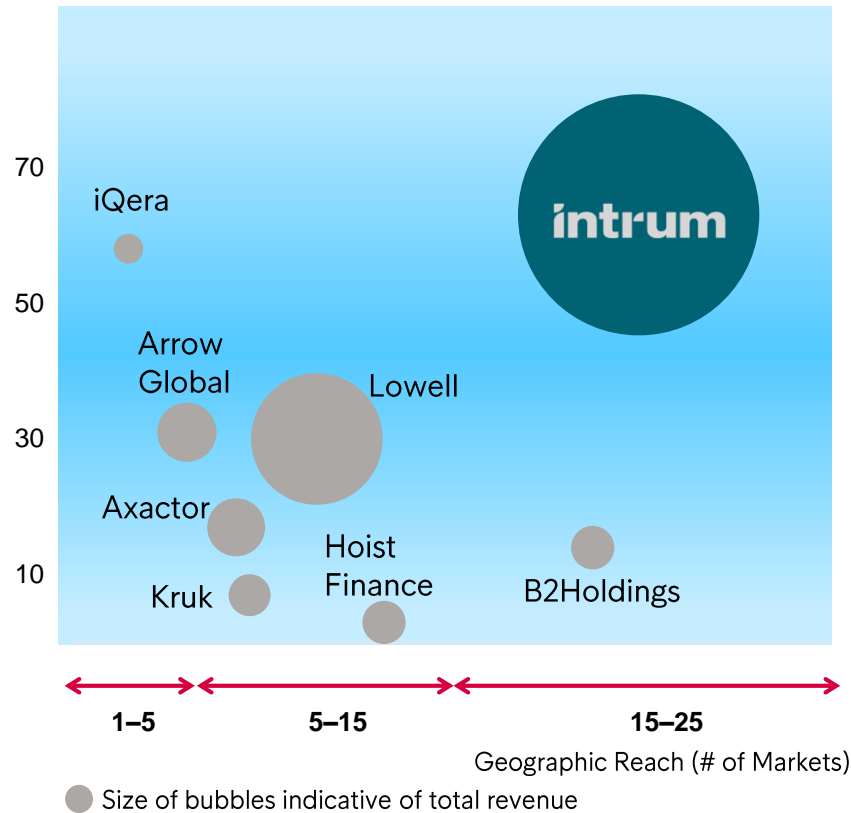 70
iQera
intrum
50
Arrow
Global
Lowell
30
Axactor
Hoist
Finance
10
Kruk
B2Holdings
1–5
5–15
15–25
Geographic Reach (# of Markets)
Size of bubbles indicative of total revenue